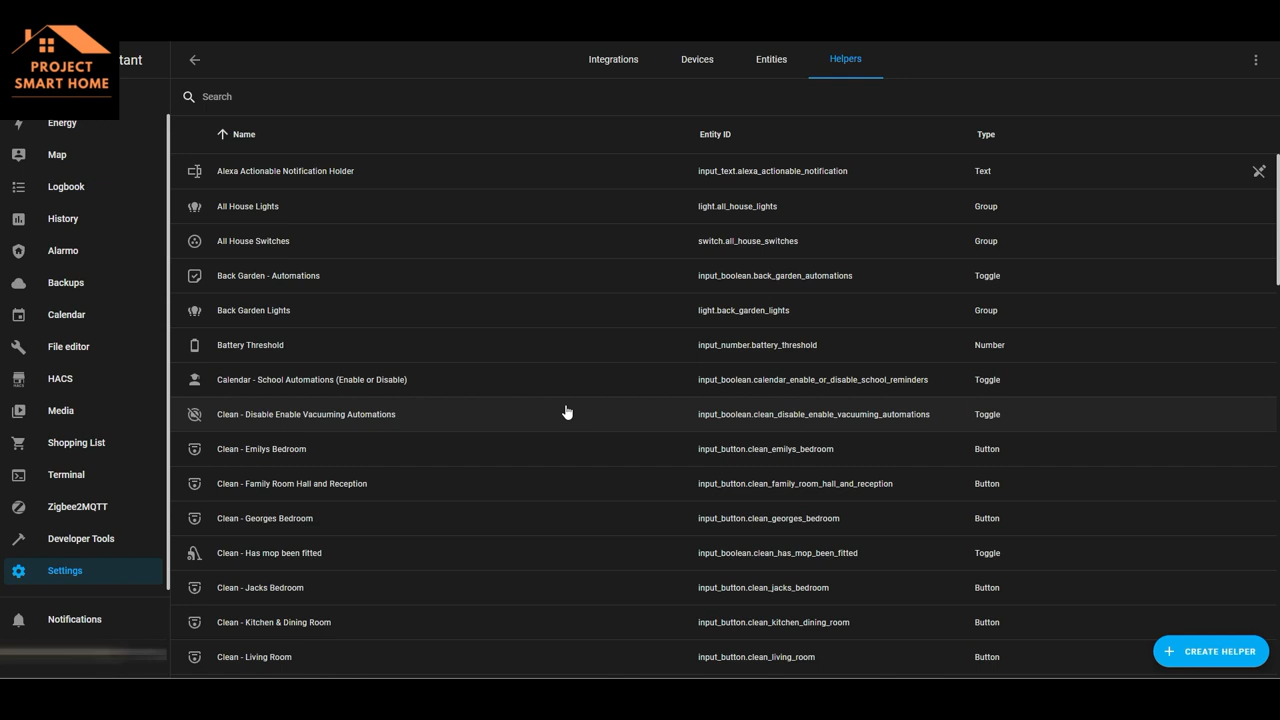 PROJECT
SMART HOME
tant
Integrations
Devices
Entities
Helpers
Search
Name
Entity ID
Type
Energy
Map
Logbook
History
Alarmo
Backups
Calendar
File editor
HACS
Media
Shopping List
Terminal
Zigbee2MQTT
Developer Tools
Settings
Notifications
Alexa Actionable Notification Holder input_text.alexa_actionable_notification Text
All House Lights light.all_house_lights Group
All House Switches switch.all_house_switches Group
Back Garden - Automations input_boolean.back_garden_automations Toggle
Back Garden Lights light.back_garden_lights Group
Battery Threshold input_number.battery_threshold Number
Calendar - School Automations (Enable or Disable) input_boolean.calendar_enable_or_disable_school_reminders Toggle
Clean - Disable Enable Vacuuming Automations input_boolean.clean_disable_enable_vacuuming_automations Toggle
Clean - Emilys Bedroom input_button.clean_emilys_bedroom Button
Clean - Family Room Hall and Reception input_button.clean_family_room_hall_and_reception Button
Clean - Georges Bedroom input_button.clean_georges_bedroom Button
Clean - Has mop been fitted input_boolean.clean_has_mop_been_fitted Toggle
Clean - Jacks Bedroom input_button.clean_jacks_bedroom Button
Clean - Kitchen & Dining Room input_button.clean_kitchen_dining_room Button
Clean - Living Room input_button.clean_living_room Button
CREATE HELPER